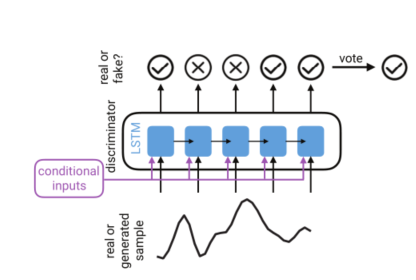 real or
fake?
vote
discriminator
LSTM
conditional
inputs
real or
generated
sample